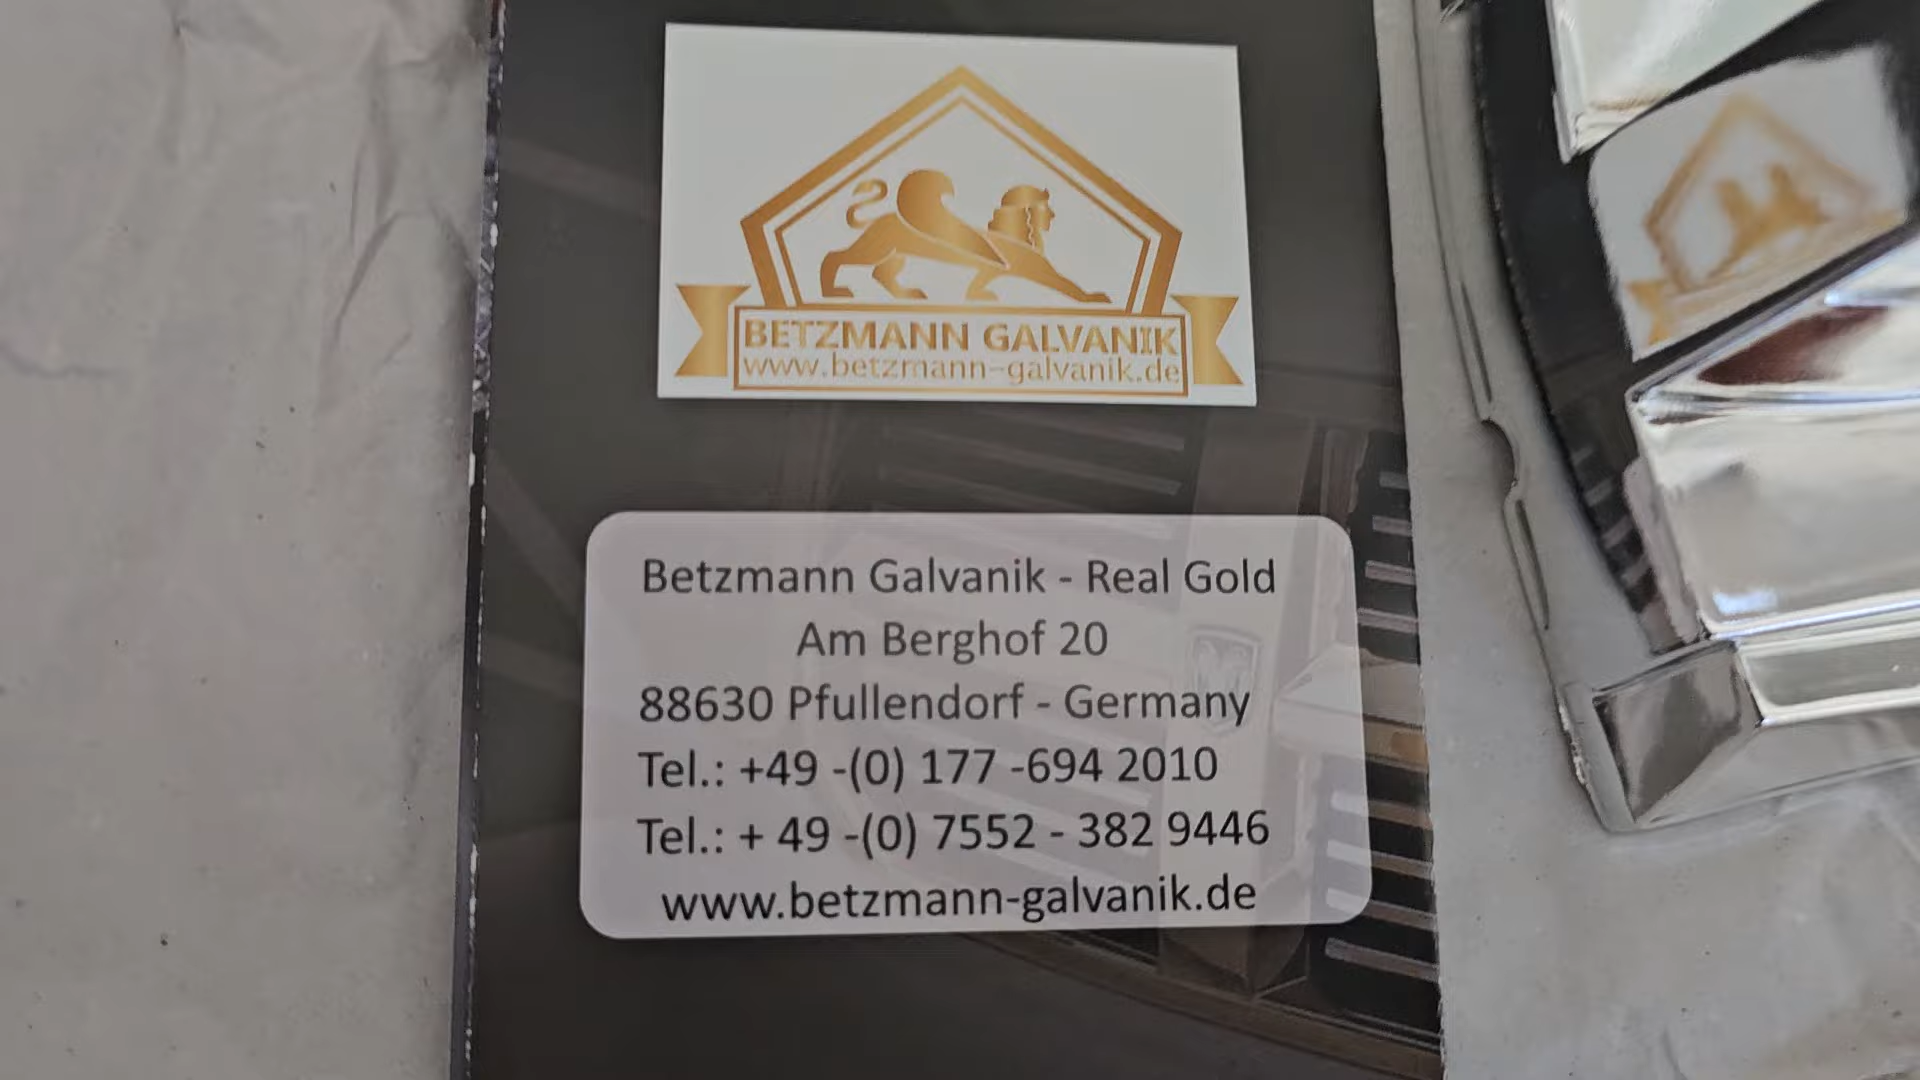 BETZMANN GALVANIK
www.betzmann-galvanik.de
Betzmann Galvanik - Real Gold
Am Berghof 20
88630 Pfullendorf - Germany
Tel.: +49 -(0) 177 -694 2010
Tel.: + 49 -(0) 7552 - 382 9446
www.betzmann-galvanik.de